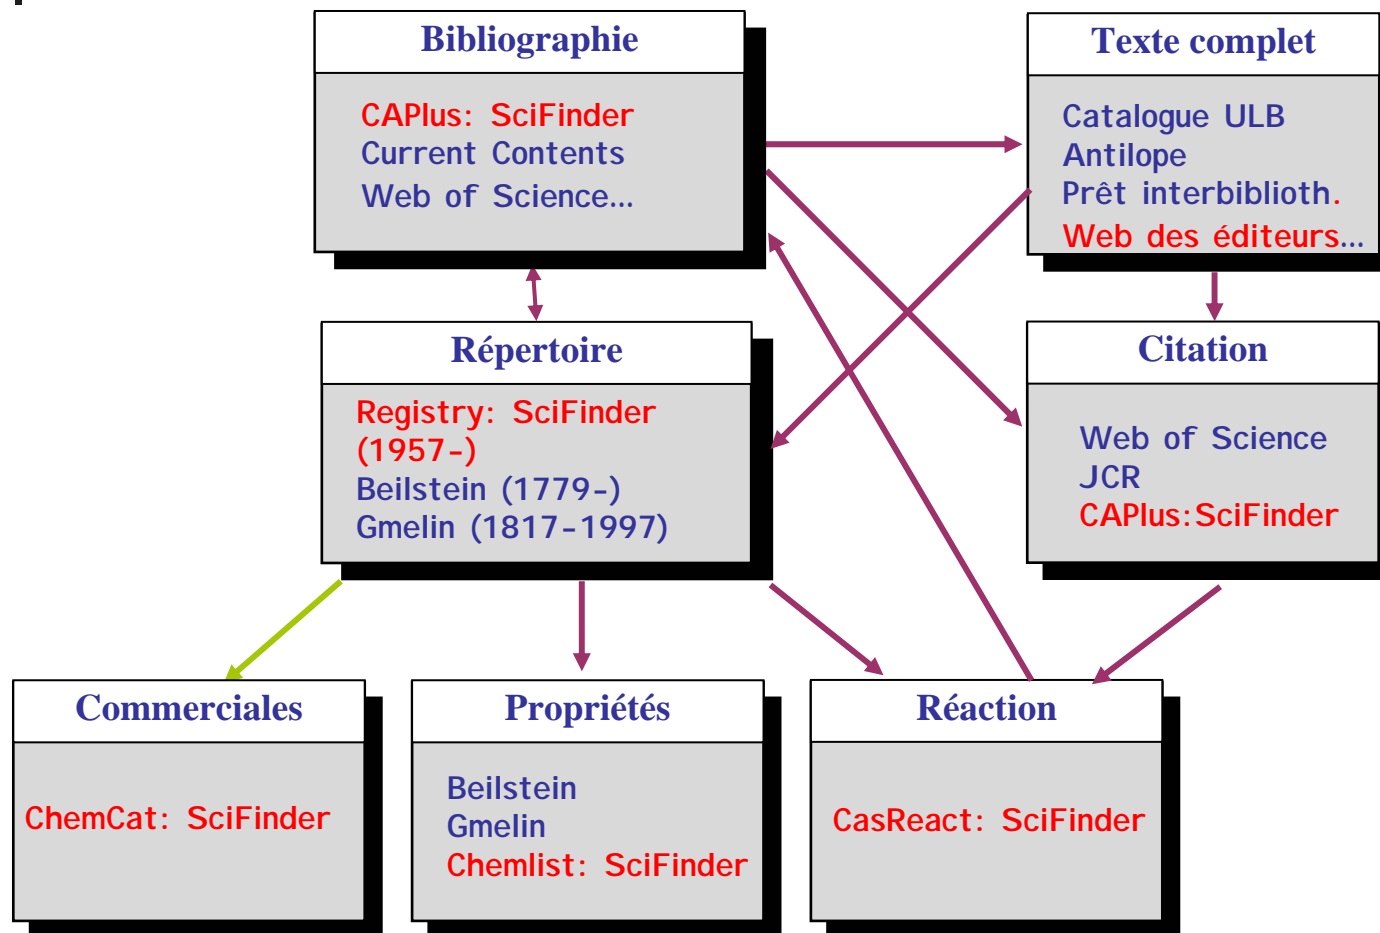 Bibliographie
CAPlus: SciFinder
Current Contents
Web of Science...
Texte complet
Catalogue ULB
Antilope
Prêt interbiblioth.
Web des éditeurs...
Répertoire
Registry: SciFinder
(1957-)
Beilstein (1779-)
Gmelin (1817-1997)
Citation
Web of Science
JCR
CAPlus:SciFinder
Commerciales
ChemCat: SciFinder
Propriétés
Beilstein
Gmelin
Chemlist: SciFinder
Réaction
CasReact: SciFinder